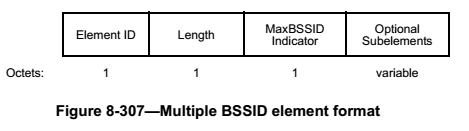 Element ID Length MaxBSSID Indicator Optional Subelements
Octets: 1 1 1 variable
Figure 8-307—Multiple BSSID element format